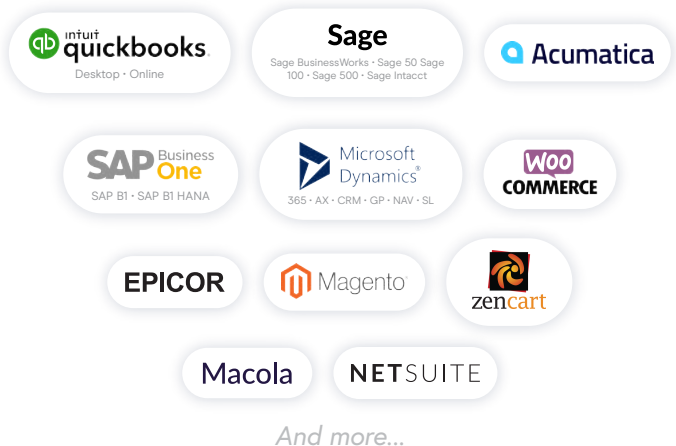 qb intuit quickbooks.
Desktop • Online
Sage
Sage BusinessWorks • Sage 50 Sage
100 • Sage 500 • Sage Intacct
Acumatica
SAP Business One
SAP B1 • SAP B1 HANA
Microsoft
Dynamics®
365 • AX • CRM • GP • NAV • SL
WOO
COMMERCE
EPICOR
Magento
zencart
Macola
NETSUITE
And more...